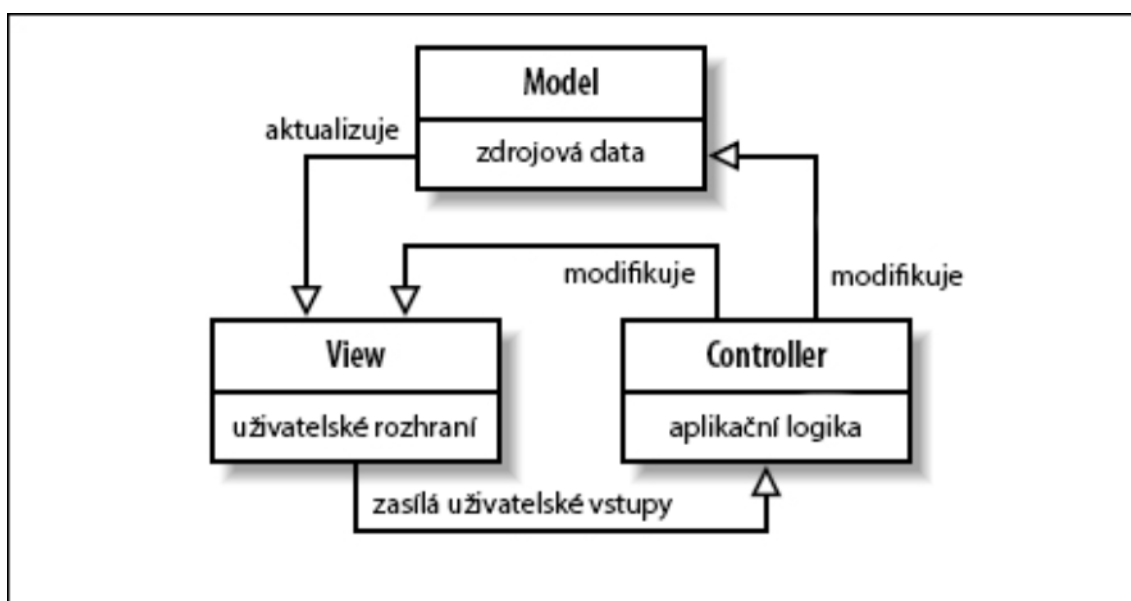 Model
aktualizuje
zdrojová data
modifikuje
modifikuje
View
Controller
uživatelské rozhraní
aplikační logika
zasílá uživatelské vstupy